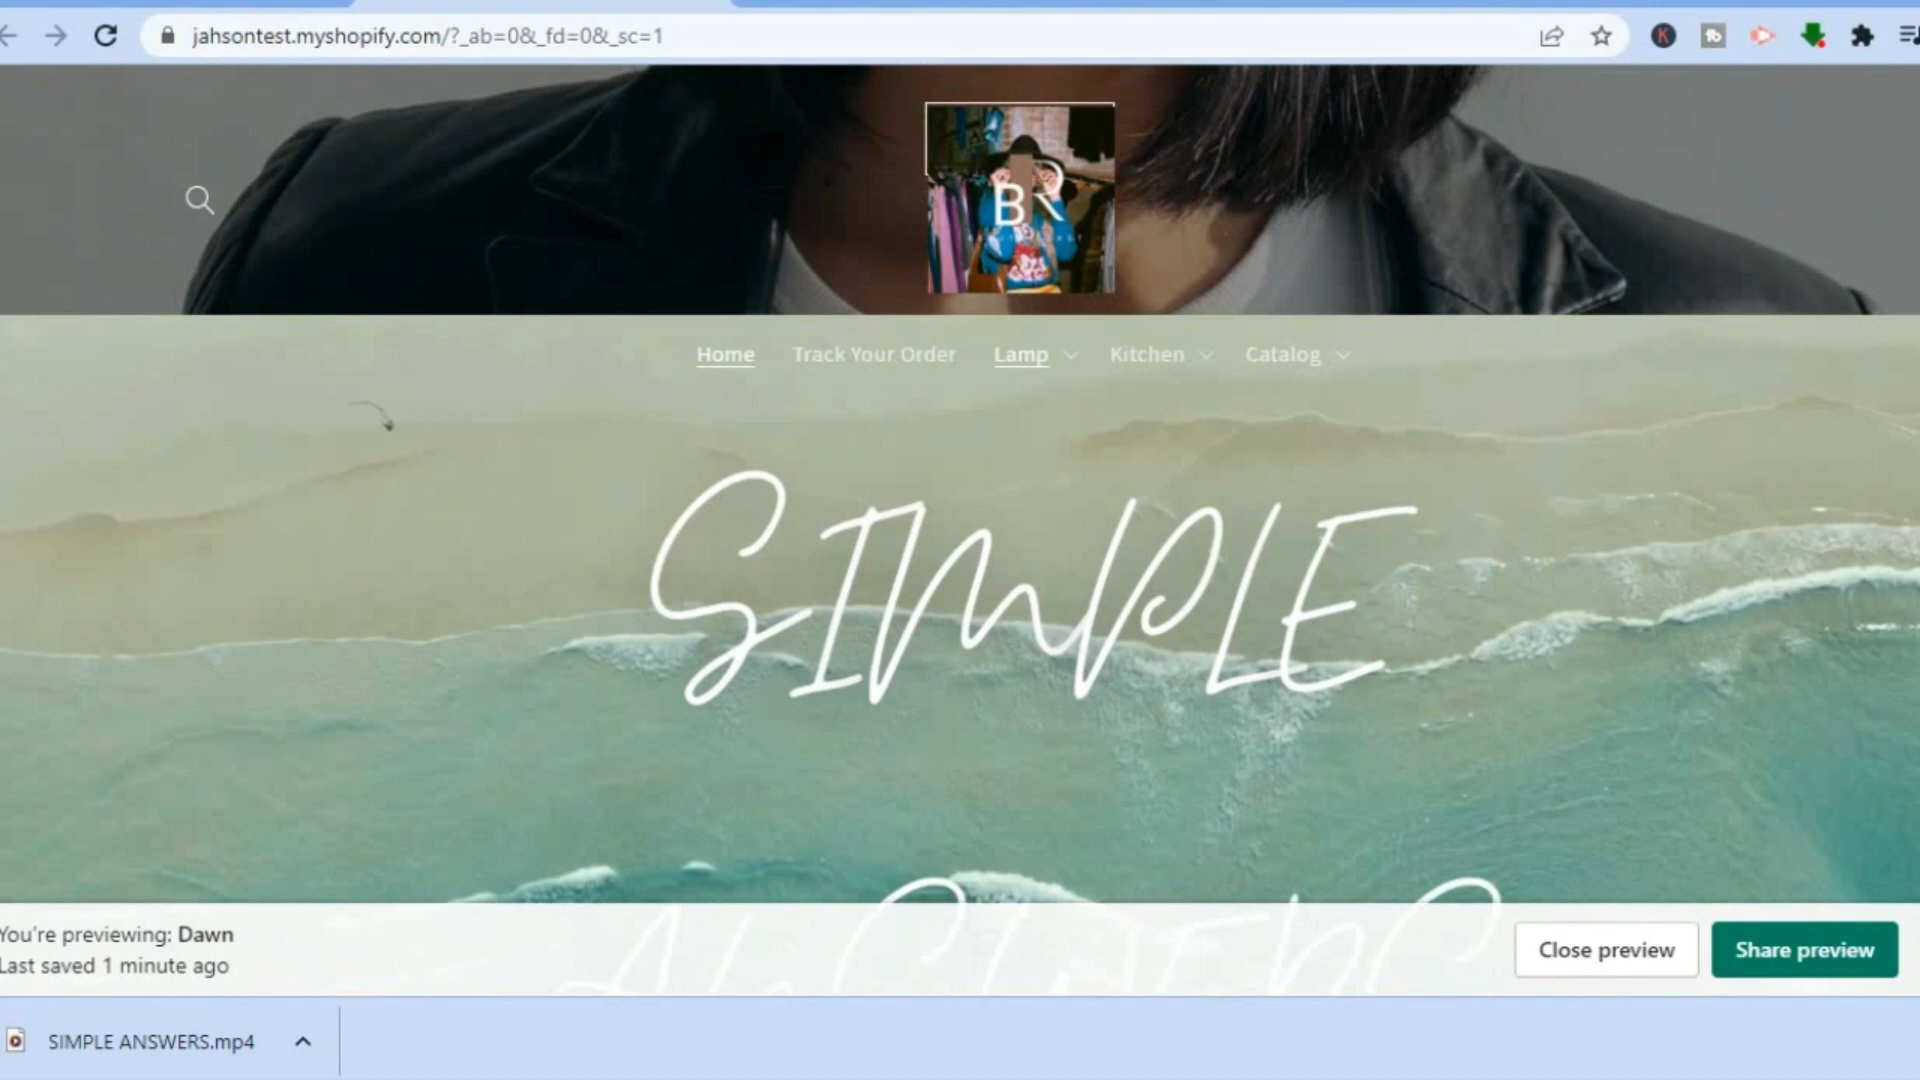 jahsontest.myshopify.com/?_ab=0&_fd=0&_sc=1
BR
Home Track Your Order Lamp Kitchen Catalog
SIMPLE
You're previewing: Dawn
Last saved 1 minute ago
Close preview
Share preview
SIMPLE ANSWERS.mp4